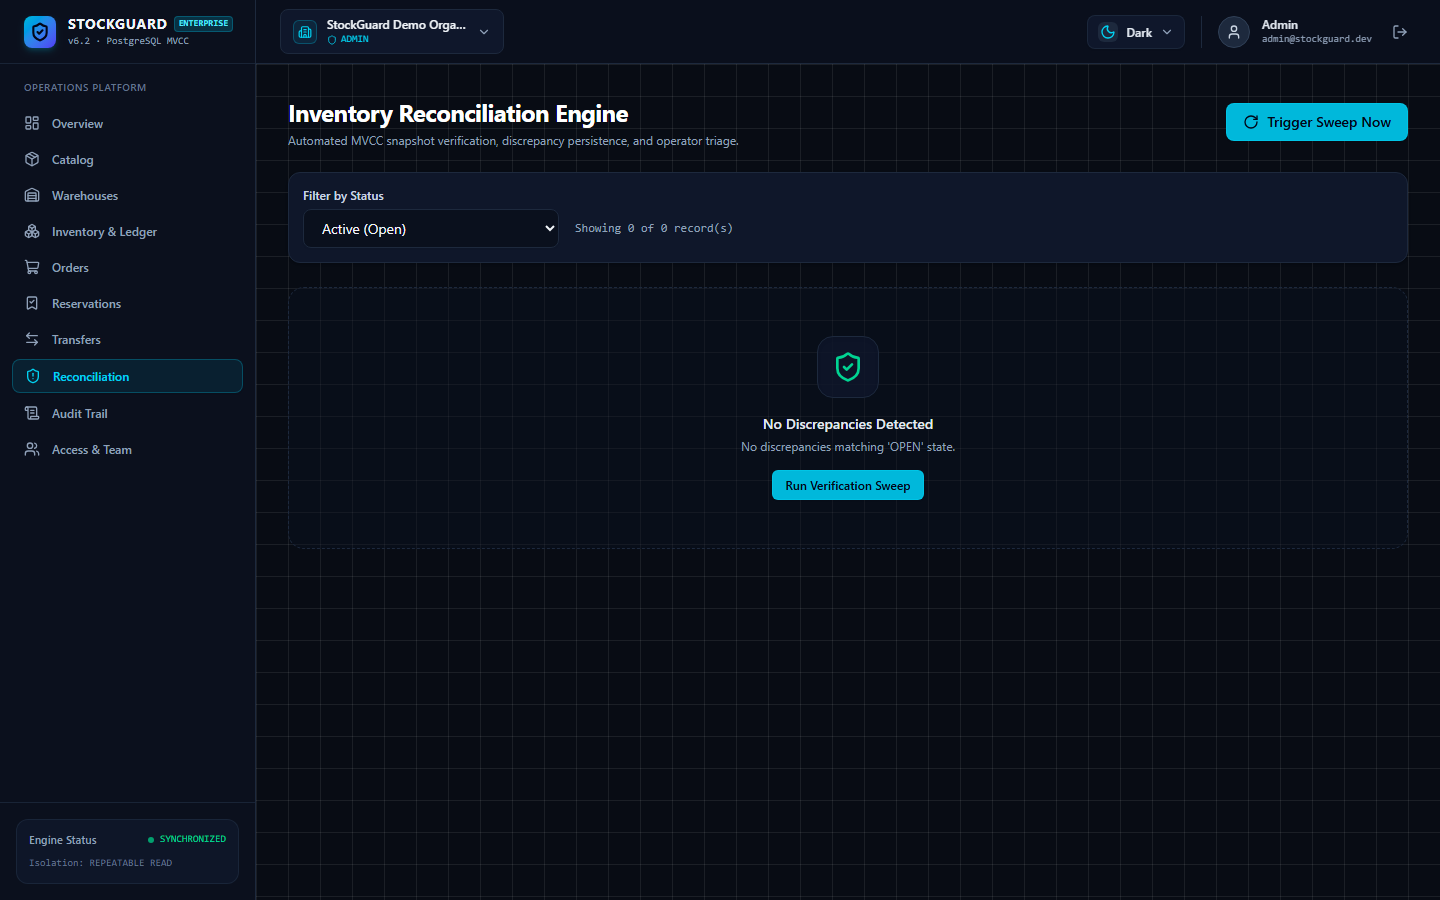 STOCKGUARD ENTERPRISE
v6.2 · PostgreSQL MVCC
StockGuard Demo Orga...
ADMIN
Dark
Admin
admin@stockguard.dev
OPERATIONS PLATFORM
Overview
Catalog
Warehouses
Inventory & Ledger
Orders
Reservations
Transfers
Reconciliation
Audit Trail
Access & Team
Engine Status
SYNCHRONIZED
Isolation: REPEATABLE READ
Inventory Reconciliation Engine
Automated MVCC snapshot verification, discrepancy persistence, and operator triage.
Trigger Sweep Now
Filter by Status
Active (Open)
Showing 0 of 0 record(s)
No Discrepancies Detected
No discrepancies matching 'OPEN' state.
Run Verification Sweep